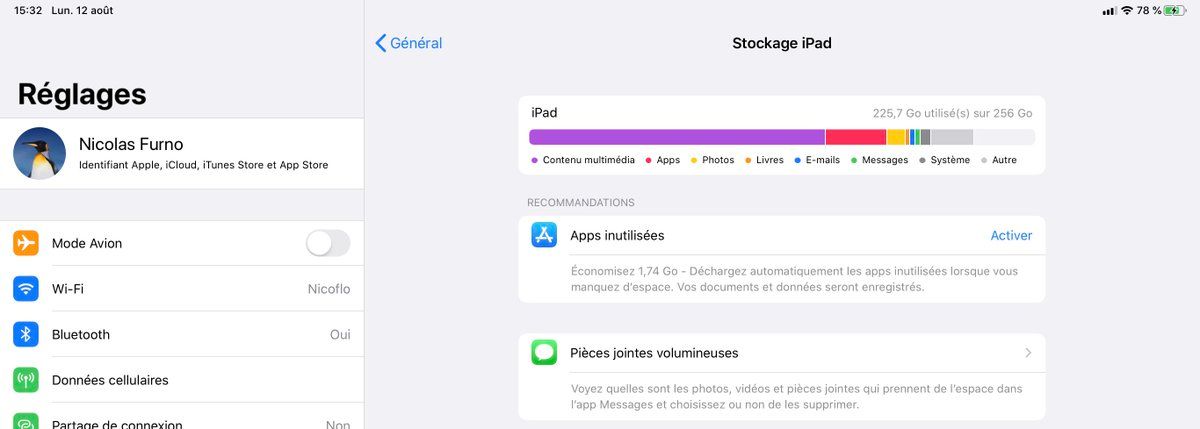 15:32 Lun. 12 août
78 %
Réglages
Nicolas Furno
Identifiant Apple, iCloud, iTunes Store et App Store
Mode Avion
Wi-Fi
Nicoflo
Bluetooth
Oui
Données cellulaires
Partage de connexion
Non
Général
Stockage iPad
iPad
225,7 Go utilisé(s) sur 256 Go
Contenu multimédia Apps Photos Livres E-mails Messages Système Autre
RECOMMANDATIONS
Apps inutilisées
Activer
Économisez 1,74 Go - Déchargez automatiquement les apps inutilisées lorsque vous
manquez d'espace. Vos documents et données seront enregistrés.
Pièces jointes volumineuses
Voyez quelles sont les photos, vidéos et pièces jointes qui prennent de l'espace dans
l'app Messages et choisissez ou non de les supprimer.